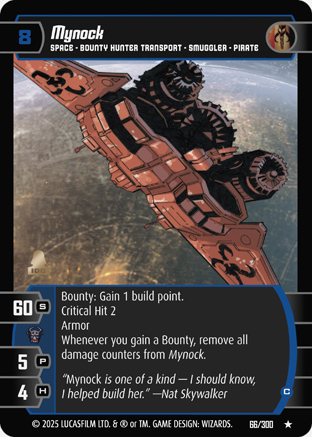 8
Mynock
SPACE • BOUNTY HUNTER TRANSPORT • SMUGGLER • PIRATE
60 S
5 P
4 H
Bounty: Gain 1 build point.
Critical Hit 2
Armor
Whenever you gain a Bounty, remove all
damage counters from Mynock.
“Mynock is one of a kind — I should know,
I helped build her.” —Nat Skywalker
C
© 2025 LUCASFILM LTD. & ® or TM. GAME DESIGN: WIZARDS.
66/300 ★